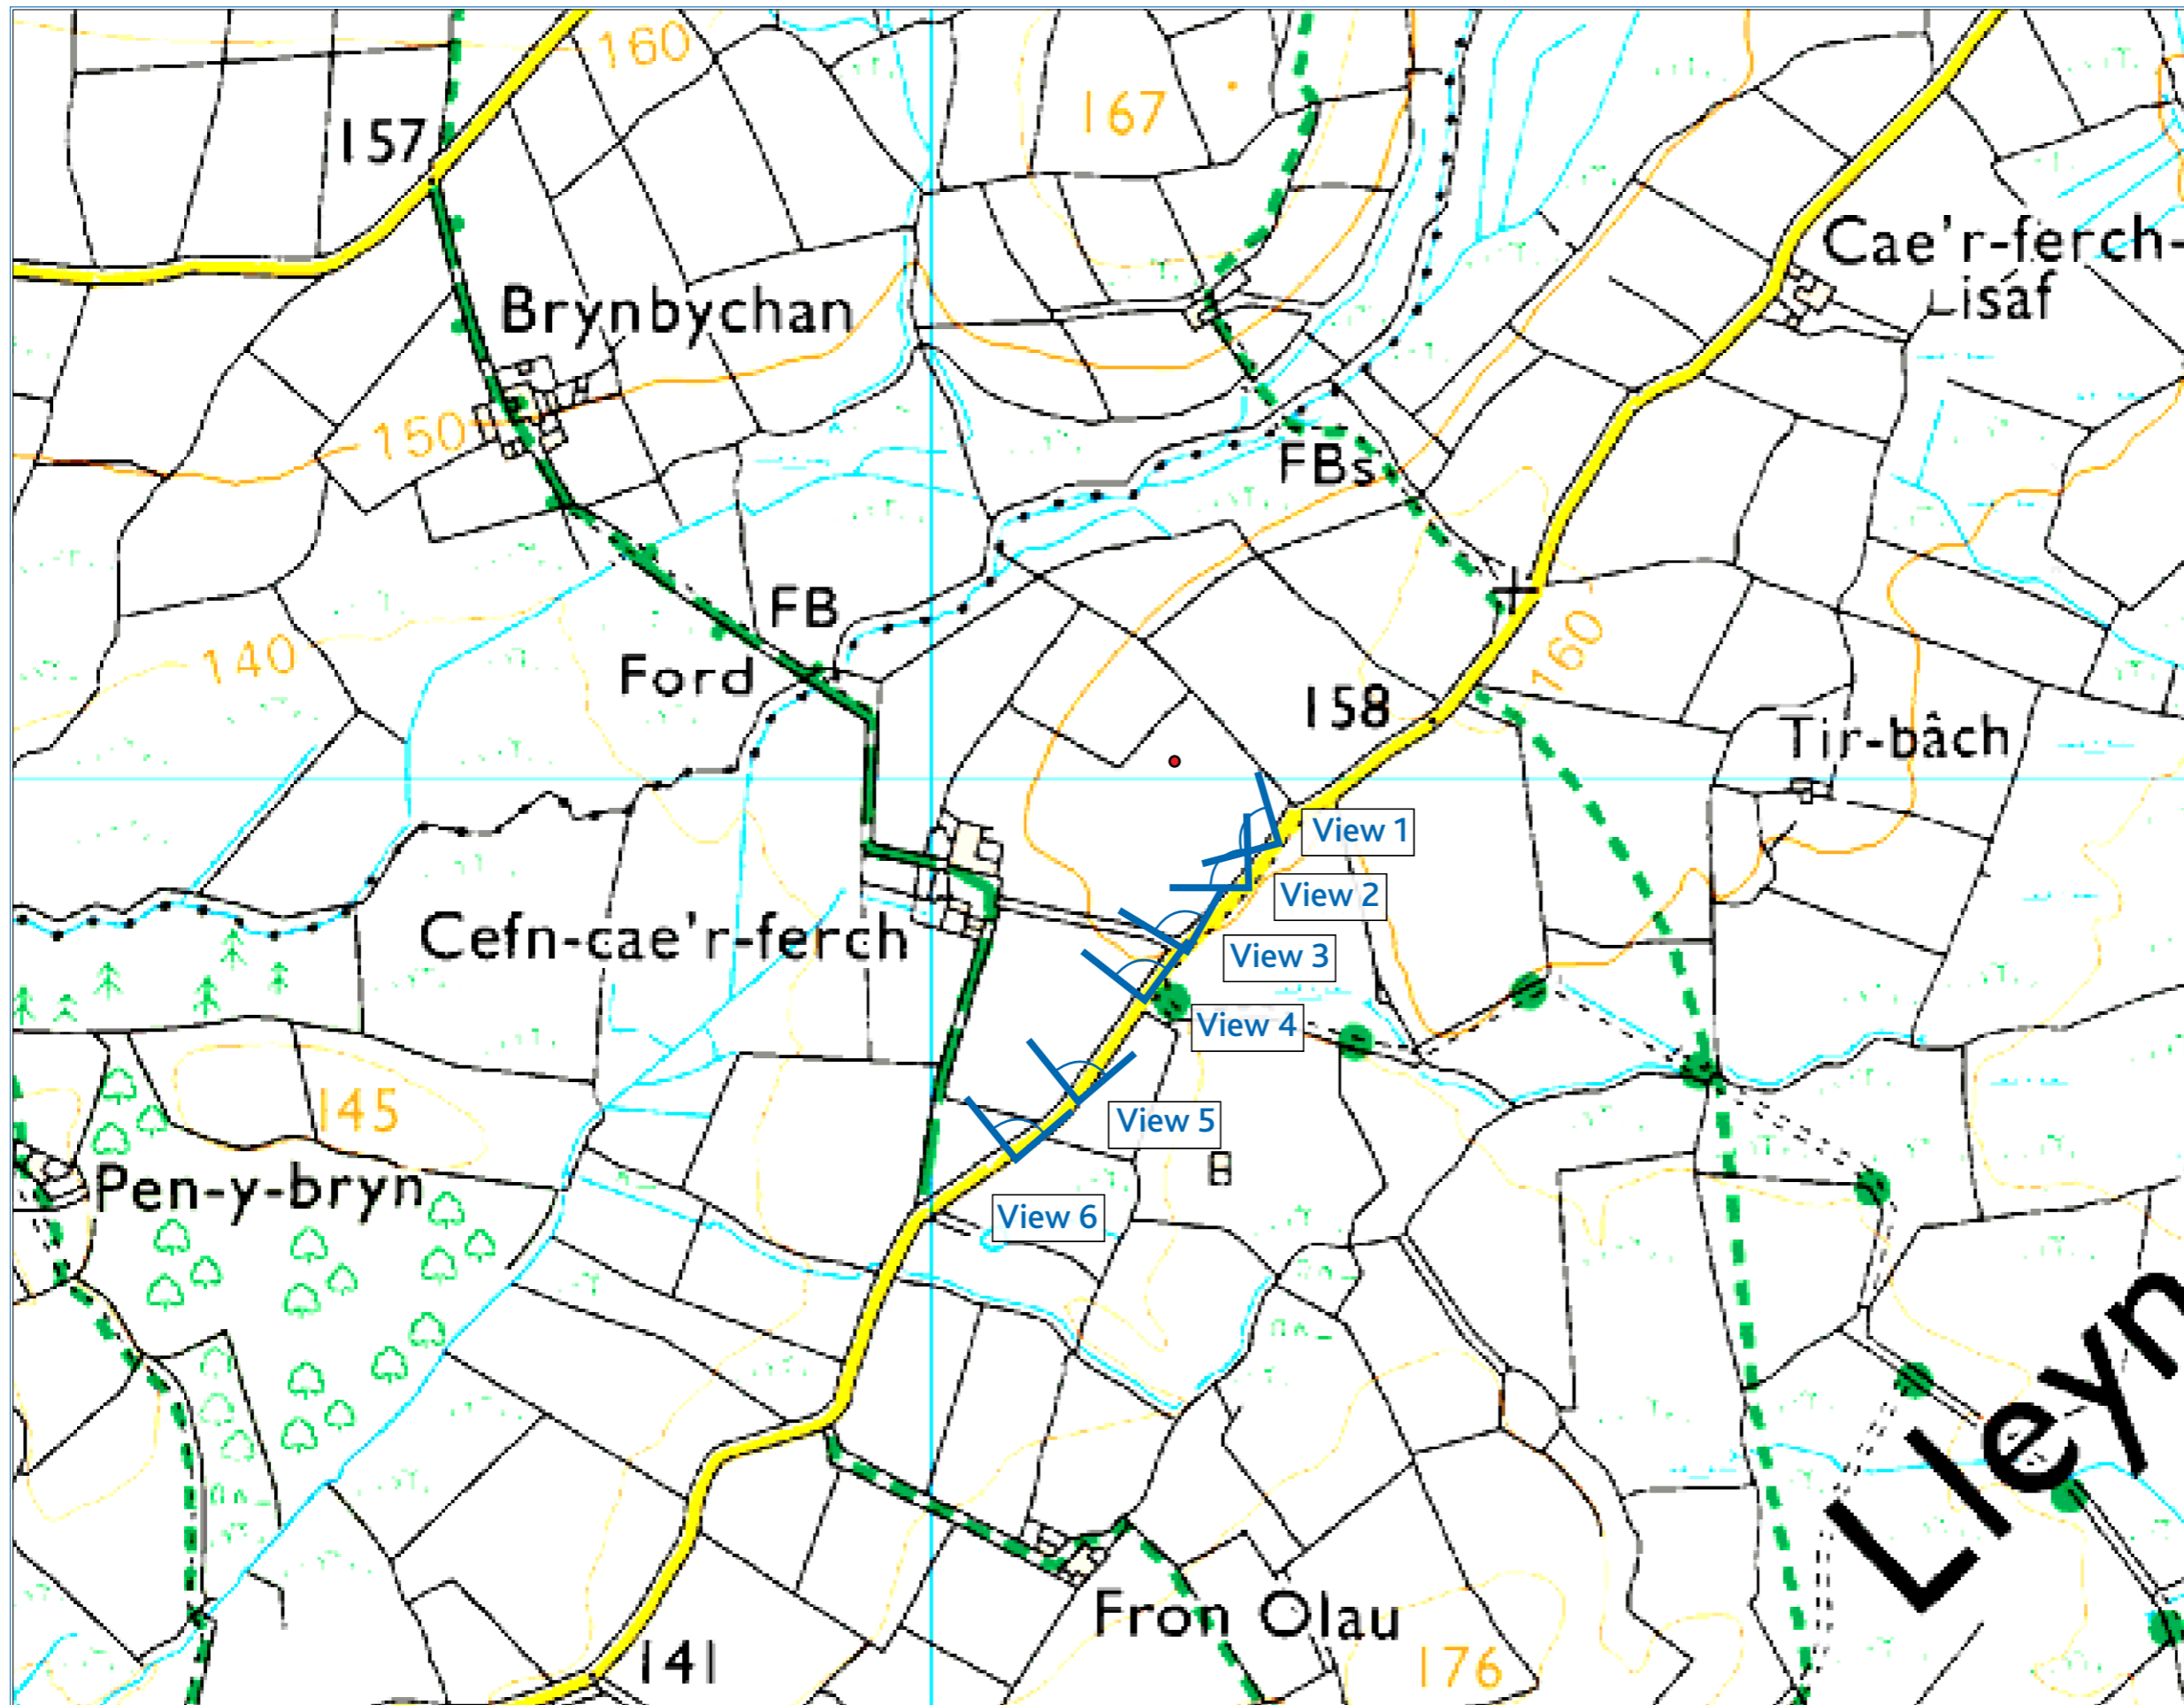 160
167
157
Cae'r-ferch-
Lisaf
Brynbychan
150
FBs
FB
160
140
Ford
158
Tir-bâch
View 1
View 2
Cefn-cae'r-ferch
View 3
View 4
145
View 5
Pen-y-bryn
View 6
Lleyn
Fron Olau
141
176